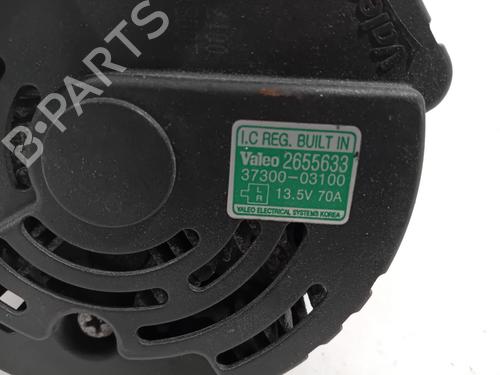 B-PARTS
I.C REG. BUILT IN
Valeo 2655633
37300-03100
L
R 13.5V 70A
VALEO ELECTRICAL SYSTEMS KOREA